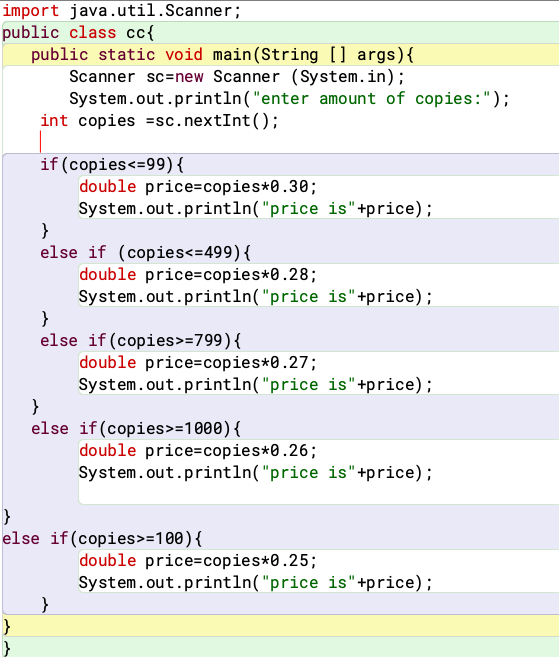 import java.util.Scanner;
public class cc{
   public static void main(String [] args){
       Scanner sc=new Scanner (System.in);
       System.out.println("enter amount of copies:");
    int copies =sc.nextInt();

    if(copies<=99){
        double price=copies*0.30;
        System.out.println("price is"+price);
    }
    else if (copies<=499){
        double price=copies*0.28;
        System.out.println("price is"+price);
    }
    else if(copies>=799){
        double price=copies*0.27;
        System.out.println("price is"+price);
   }
   else if(copies>=1000){
        double price=copies*0.26;
        System.out.println("price is"+price);

}
else if(copies>=100){
        double price=copies*0.25;
        System.out.println("price is"+price);
    }
}
}